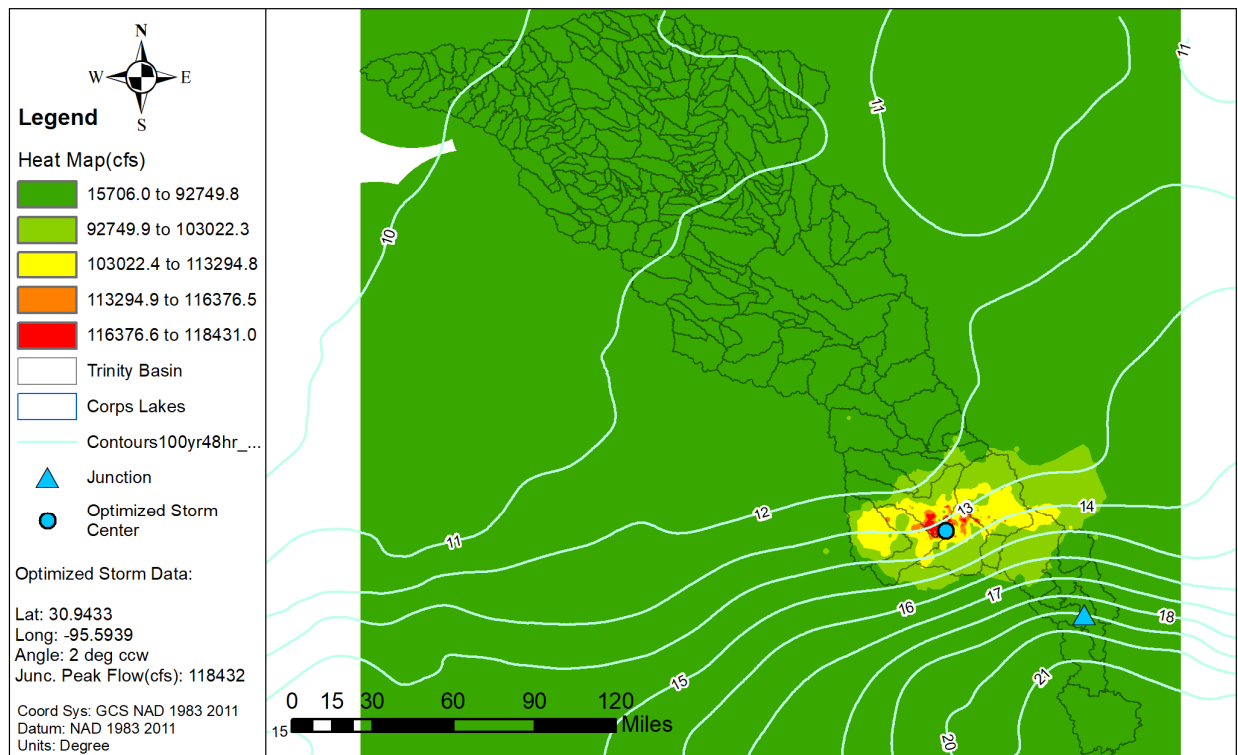 N
W E
S
Legend
Heat Map(cfs)
15706.0 to 92749.8
92749.9 to 103022.3
103022.4 to 113294.8
113294.9 to 116376.5
116376.6 to 118431.0
Trinity Basin
Corps Lakes
Contours100yr48hr_...
Junction
Optimized Storm
Center
Optimized Storm Data:
Lat: 30.9433
Long: -95.5939
Angle: 2 deg ccw
Junc. Peak Flow(cfs): 118432
Coord Sys: GCS NAD 1983 2011
Datum: NAD 1983 2011
Units: Degree
11
11
10
12
13
14
11
16
17
18
15
21
20
15
0 15 30 60 90 120
Miles